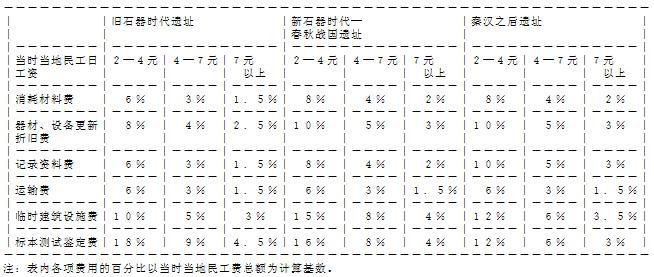 旧石器时代遗址 新石器时代一 秦汉之后遗址
春秋战国遗址
当时当地民工日 2—4元 4—7元 7元 2—4元 4—7元 7元 2—4元 4—7元 7元
工资 以上 以上 以上
消耗材料费 6% 3% 1.5% 8% 4% 2% 8% 4% 2%
器材、设备更新 8% 4% 2.5% 10% 5% 3% 10% 5% 3%
折旧费
记录资料费 6% 3% 1.5% 8% 4% 2% 10% 5% 3%
运输费 6% 3% 1.5% 6% 3% 1.5% 6% 3% 1.5%
临时建筑设施费 10% 5% 3% 15% 8% 4% 12% 6% 3.5%
标本测试鉴定费 18% 9% 4.5% 16% 8% 4% 12% 6% 3%
注：表内各项费用的百分比以当时当地民工费总额为计算基数．